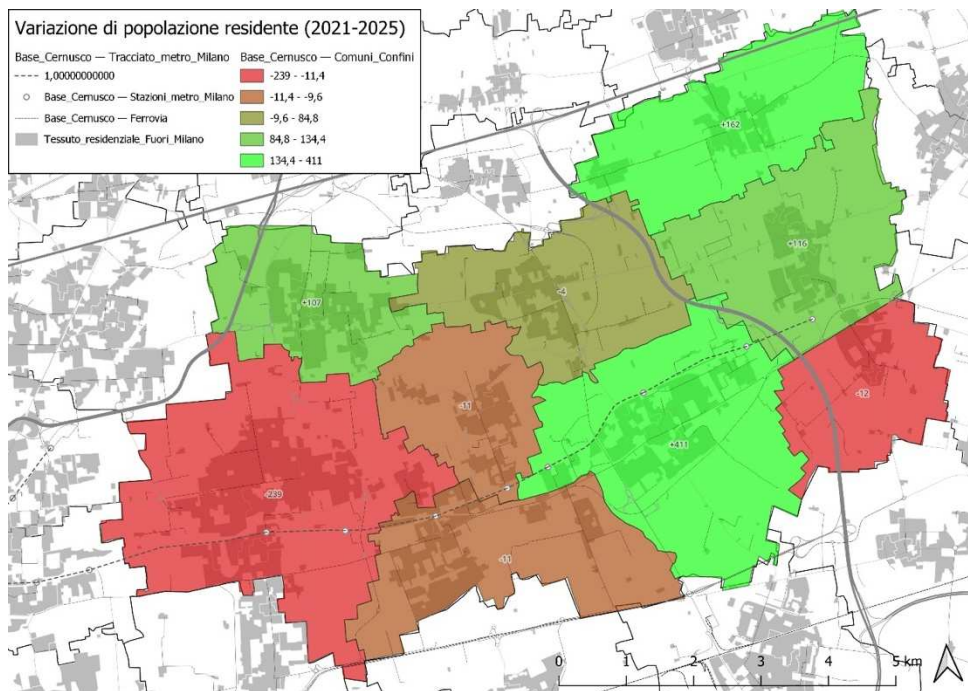 Variazione di popolazione residente (2021-2025)
Base_Cernusco — Tracciato_metro_Milano
1,00000000000
Base_Cernusco — Stazioni_metro_Milano
Base_Cernusco — Ferrovia
Tessuto_residenziale_Fuori_Milano
Base_Cernusco — Comuni_Confini
-239 - -11,4
-11,4 - -9,6
-9,6 - 84,8
84,8 - 134,4
134,4 - 411
+162
+116
-4
+107
-11
-12
+411
-239
-11
0 1 2 3 4 5 km